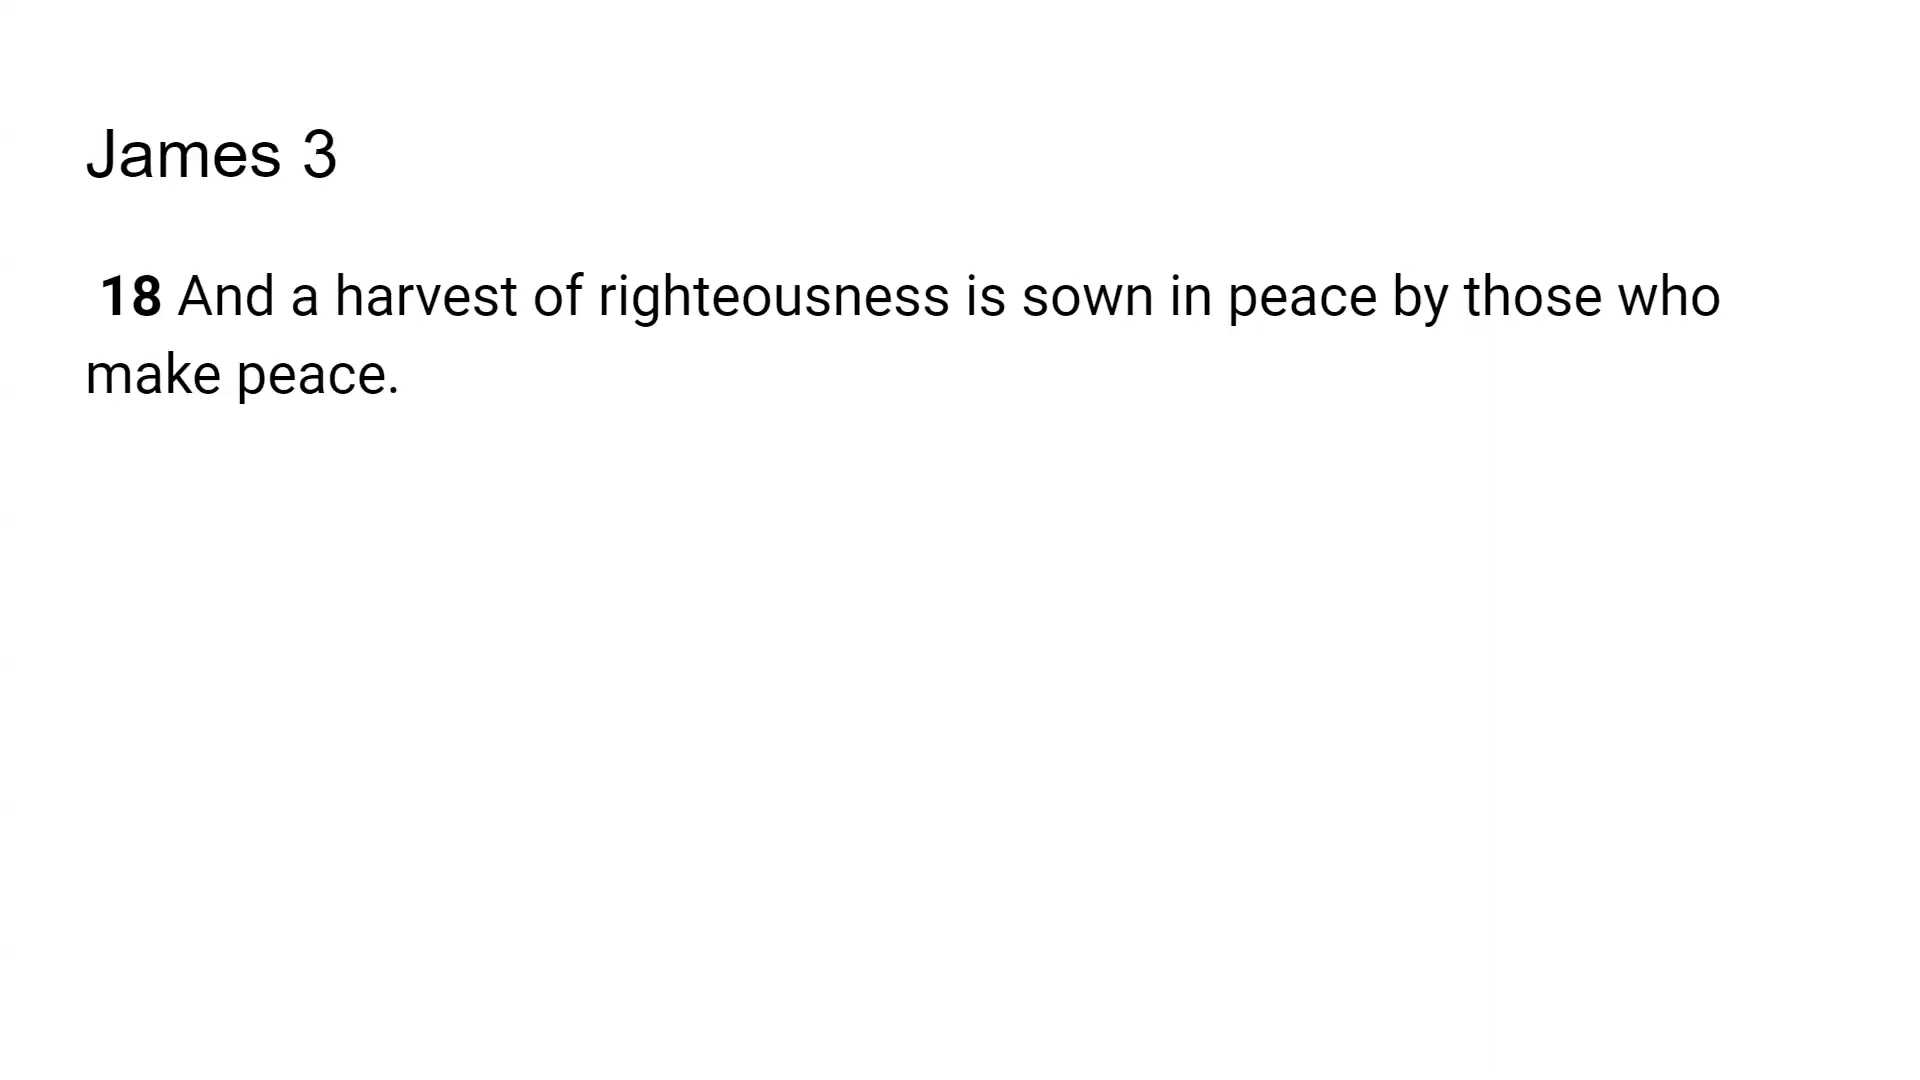 James 3
18 And a harvest of righteousness is sown in peace by those who
make peace.